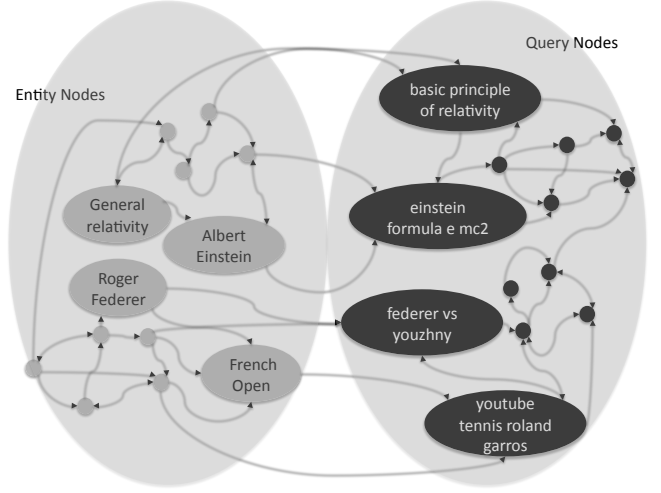 Entity Nodes
Query Nodes
basic principle
of relativity
General
relativity
Albert
Einstein
einstein
formula e mc2
Roger
Federer
federer vs
youzhny
French
Open
youtube
tennis roland
garros